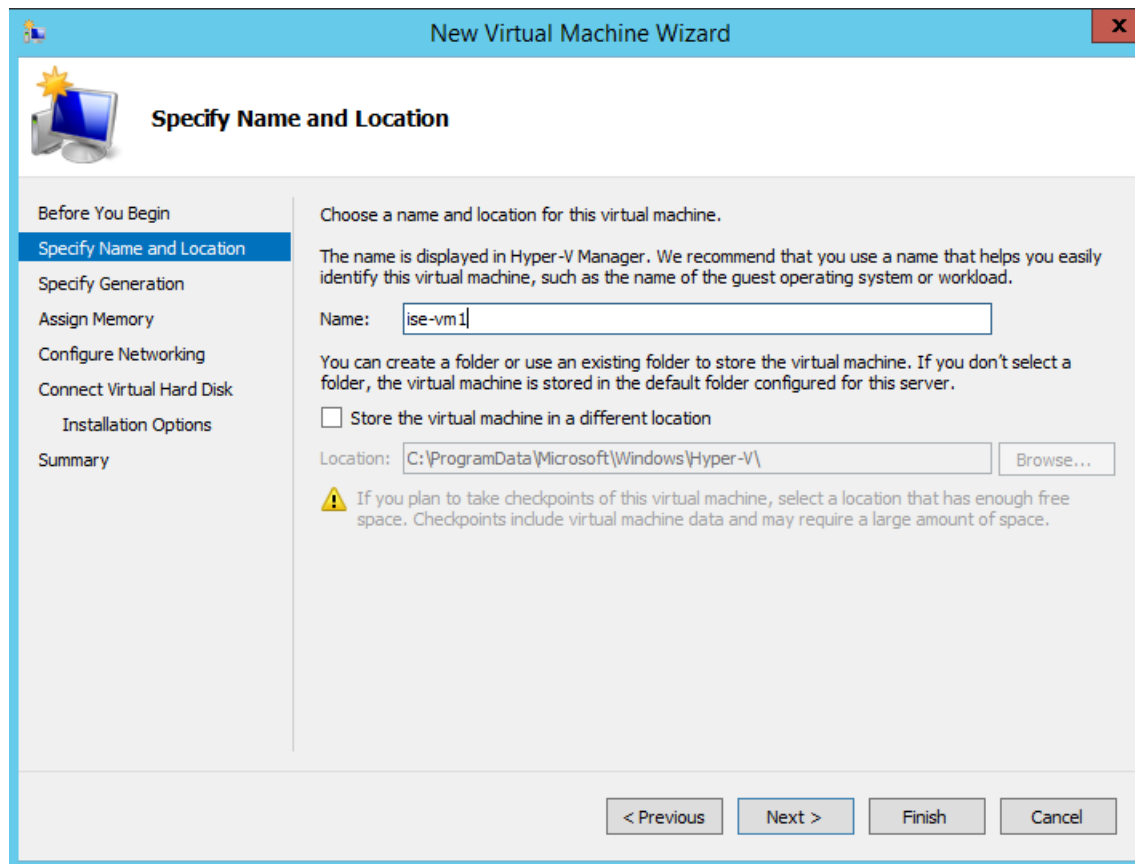 New Virtual Machine Wizard
x
Specify Name and Location
Before You Begin
Specify Name and Location
Specify Generation
Assign Memory
Configure Networking
Connect Virtual Hard Disk
Installation Options
Summary
Choose a name and location for this virtual machine.
The name is displayed in Hyper-V Manager. We recommend that you use a name that helps you easily
identify this virtual machine, such as the name of the guest operating system or workload.
Name: ise-vm1
You can create a folder or use an existing folder to store the virtual machine. If you don't select a
folder, the virtual machine is stored in the default folder configured for this server.
Store the virtual machine in a different location
Location: C:\ProgramData\Microsoft\Windows\Hyper-V\ Browse...
If you plan to take checkpoints of this virtual machine, select a location that has enough free
space. Checkpoints include virtual machine data and may require a large amount of space.
< Previous Next > Finish Cancel